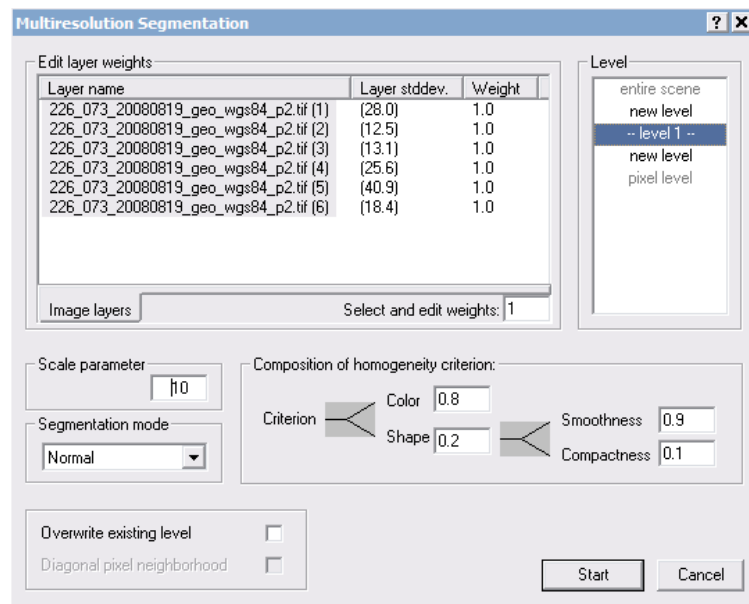 Multiresolution Segmentation
Edit layer weights
Layer name Layer stddev. Weight
226_073_20080819_geo_wgs84_p2.tif (1) (28.0) 1.0
226_073_20080819_geo_wgs84_p2.tif (2) (12.5) 1.0
226_073_20080819_geo_wgs84_p2.tif (3) (13.1) 1.0
226_073_20080819_geo_wgs84_p2.tif (4) (25.6) 1.0
226_073_20080819_geo_wgs84_p2.tif (5) (40.9) 1.0
226_073_20080819_geo_wgs84_p2.tif (6) (18.4) 1.0
Image layers Select and edit weights: 1
Level
entire scene
new level
-- level 1 --
new level
pixel level
Scale parameter
10
Segmentation mode
Normal
Composition of homogeneity criterion:
Criterion
Color 0.8
Shape 0.2
Smoothness 0.9
Compactness 0.1
Overwrite existing level
Diagonal pixel neighborhood
Start Cancel